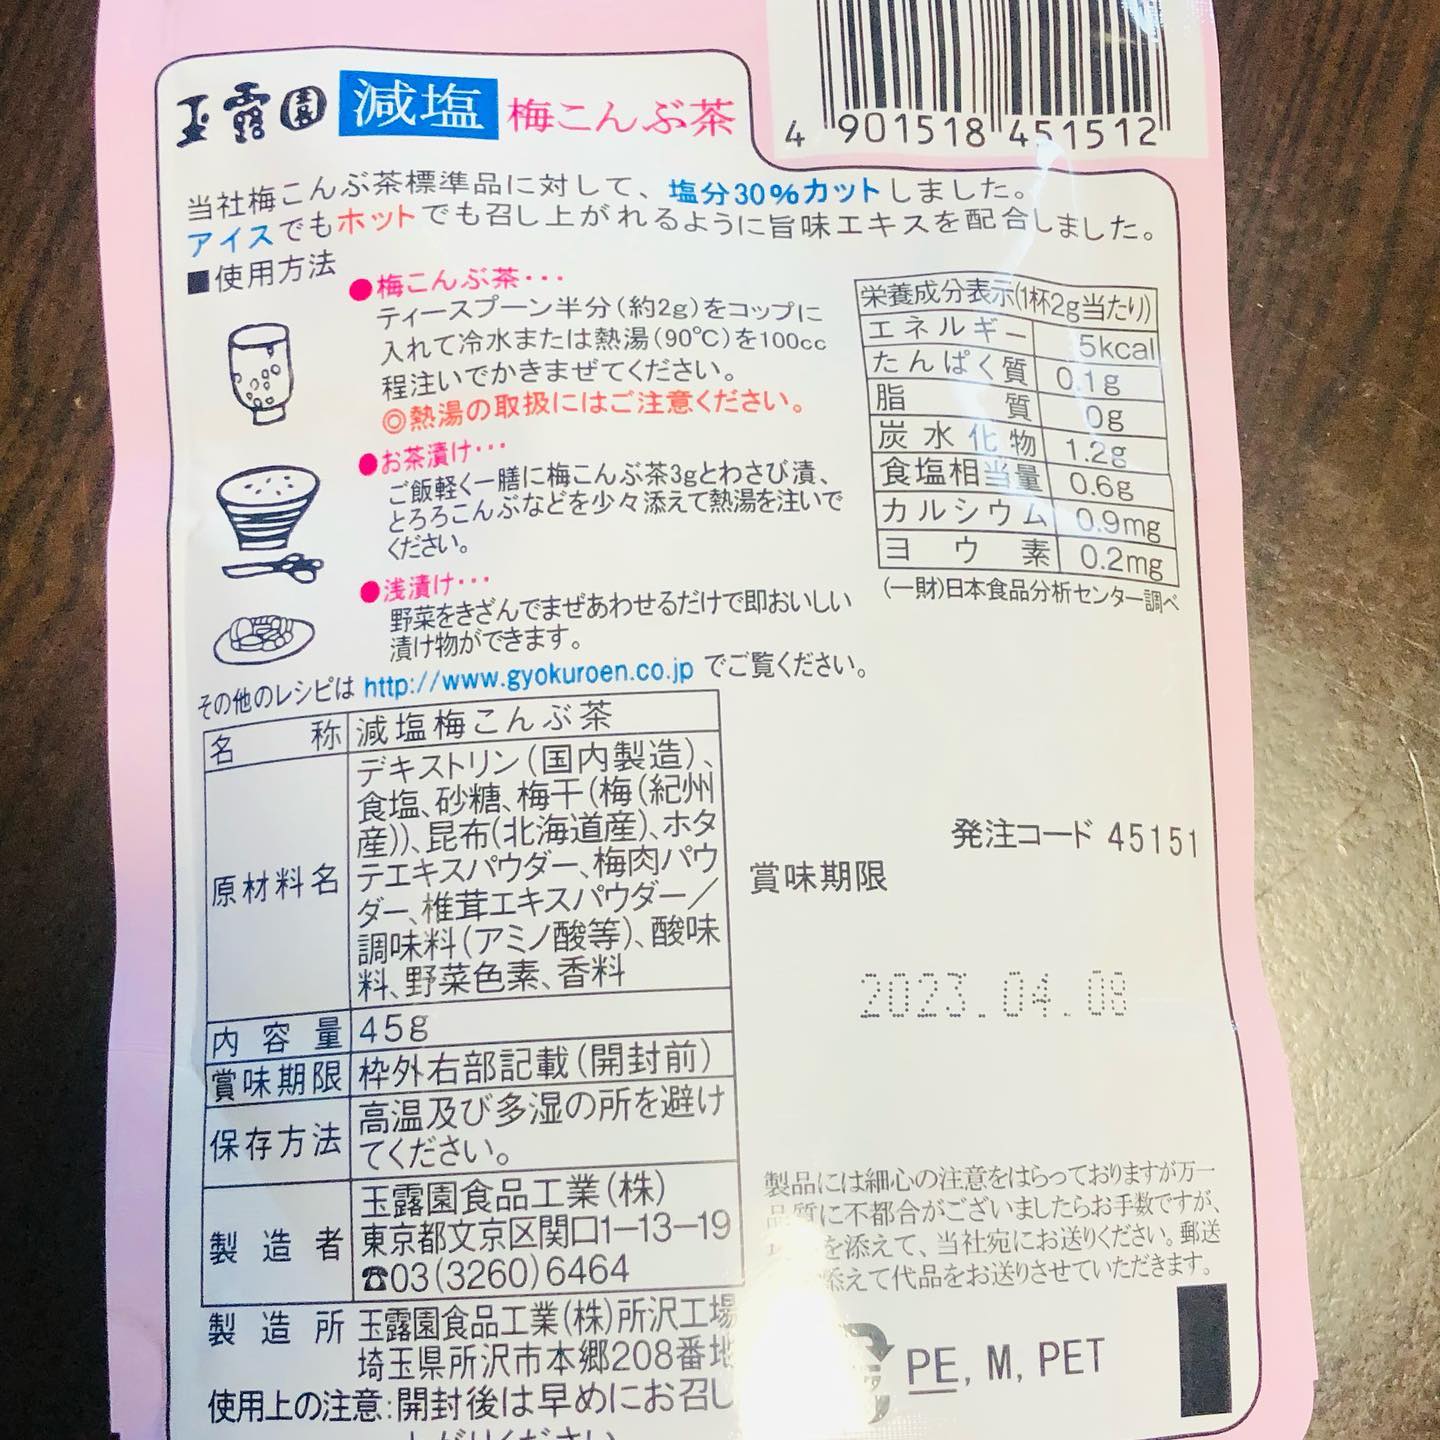 4 901518 451512
玉露園 減塩 梅こんぶ茶
当社梅こんぶ茶標準品に対して、塩分30%カットしました。
アイスでもホットでも召し上がれるように旨味エキスを配合しました。
■使用方法
●梅こんぶ茶・・・
ティースプーン半分(約2g)をコップに
入れて冷水または熱湯(90℃)を100cc
程注いでかきまぜてください。
◎熱湯の取扱にはご注意ください。
●お茶漬け・・・
ご飯軽く一膳に梅こんぶ茶3gとわさび漬、
とろろこんぶなどを少々添えて熱湯を注いで
ください。
●浅漬け・・・
野菜をきざんでまぜあわせるだけで即おいしい
漬け物ができます。
その他のレシピは http://www.gyokuroen.co.jp でご覧ください。
栄養成分表示(1杯2g当たり)
エネルギー 5kcal
たんぱく質 0.1g
脂質 0g
炭水化物 1.2g
食塩相当量 0.6g
カルシウム 0.9mg
ヨウ素 0.2mg
(一財)日本食品分析センター調べ
名称 減塩梅こんぶ茶
原材料名 デキストリン(国内製造)、
食塩、砂糖、梅干(梅(紀州
産))、昆布(北海道産)、ホタ
テエキスパウダー、梅肉パウ
ダー、椎茸エキスパウダー／
調味料(アミノ酸等)、酸味
料、野菜色素、香料
内容量 45g
賞味期限 枠外右部記載(開封前)
保存方法 高温及び多湿の所を避け
てください。
製造者 玉露園食品工業(株)
東京都文京区関口1-13-19
☎03(3260)6464
製造所 玉露園食品工業(株)所沢工場
埼玉県所沢市本郷208番地
使用上の注意:開封後は早めにお召し
発注コード 45151
賞味期限
2023.04.08
製品には細心の注意をはらっておりますが万一
品質に不都合がございましたらお手数ですが、
を添えて、当社宛にお送りください。郵送
添えて代品をお送りさせていただきます。
PE, M, PET